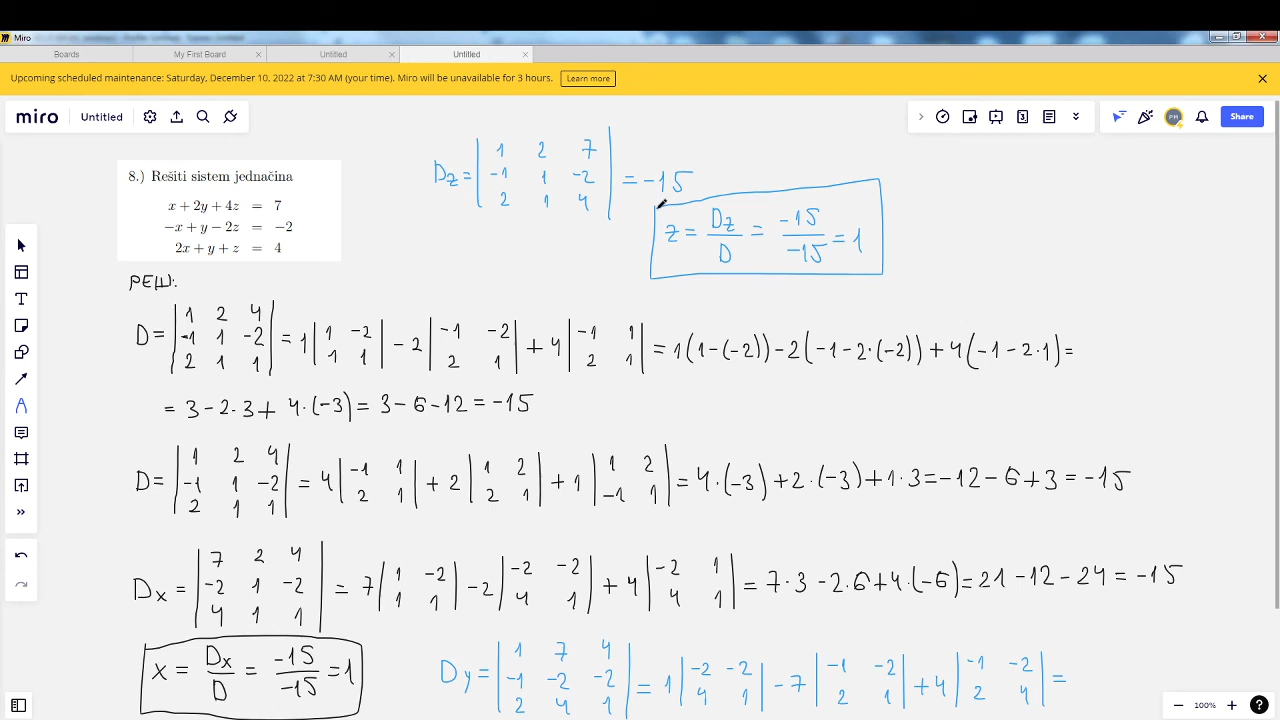 Miro
Boards My First Board Untitled Untitled
Upcoming scheduled maintenance: Saturday, December 10, 2022 at 7:30 AM (your time). Miro will be unavailable for 3 hours. Learn more
miro Untitled 3 PM Share
8.) Rešiti sistem jednačina
x + 2y + 4z = 7
−x + y − 2z = −2
2x + y + z = 4
Dz = | 1 2 7 |
| -1 1 -2 | = -15
| 2 1 4 |
z = Dz/D = -15/-15 = 1
РЕШ:
D = | 1 2 4 ; -1 1 -2 ; 2 1 1 | = 1 | 1 -2 ; 1 1 | - 2 | -1 -2 ; 2 1 | + 4 | -1 1 ; 2 1 | = 1(1-(-2)) - 2(-1-2·(-2)) + 4(-1-2·1) =
= 3 - 2·3 + 4·(-3) = 3 - 6 - 12 = -15
D = | 1 2 4 ; -1 1 -2 ; 2 1 1 | = 4 | -1 1 ; 2 1 | + 2 | 1 2 ; 2 1 | + 1 | 1 2 ; -1 1 | = 4·(-3) + 2·(-3) + 1·3 = -12 - 6 + 3 = -15
Dx = | 7 2 4 ; -2 1 -2 ; 4 1 1 | = 7 | 1 -2 ; 1 1 | - 2 | -2 -2 ; 4 1 | + 4 | -2 1 ; 4 1 | = 7·3 - 2·6 + 4·(-6) = 21 - 12 - 24 = -15
x = Dx/D = -15/-15 = 1
Dy = | 1 7 4 ; -1 -2 -2 ; 2 4 1 | = 1 | -2 -2 ; 4 1 | - 7 | -1 -2 ; 2 1 | + 4 | -1 -2 ; 2 4 | =
100%